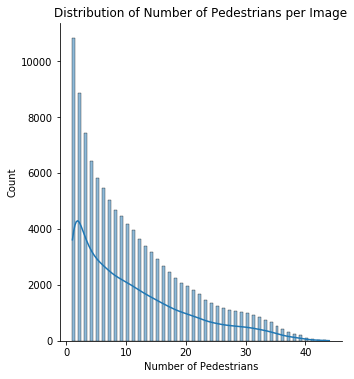 Distribution of Number of Pedestrians per Image
10000
8000
6000
4000
2000
0
Count
0 10 20 30 40
Number of Pedestrians